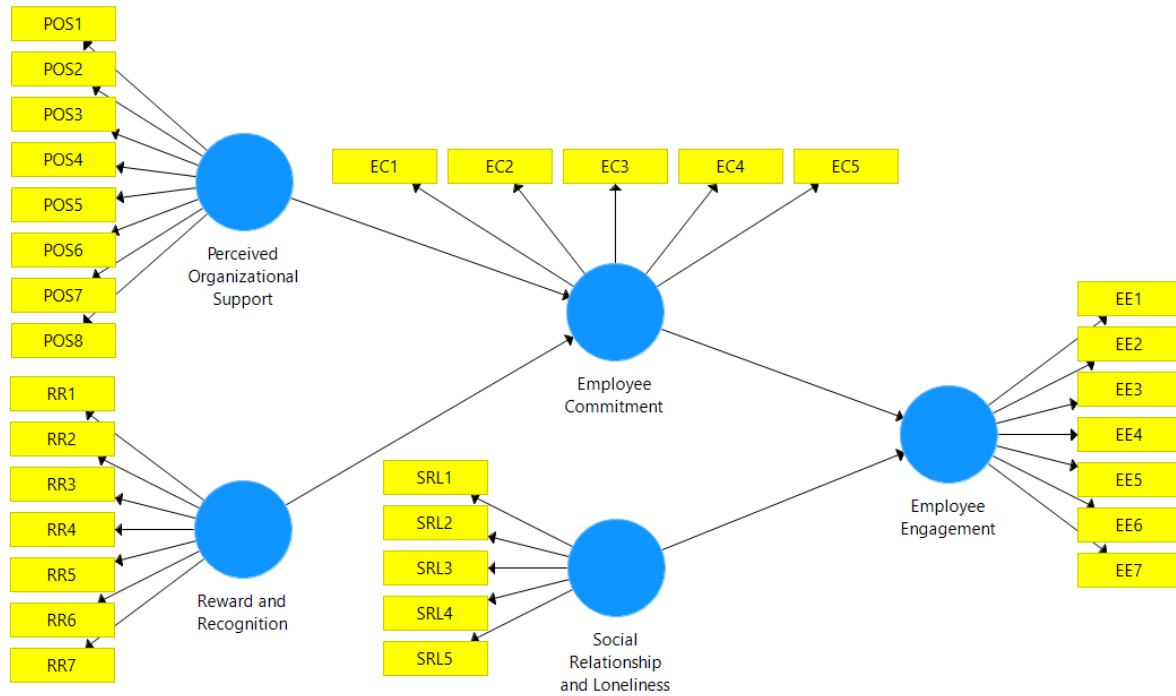 POS1
POS2
POS3
POS4
POS5
POS6
POS7
POS8
Perceived
Organizational
Support
EC1
EC2
EC3
EC4
EC5
Employee
Commitment
RR1
RR2
RR3
RR4
RR5
RR6
RR7
Reward and
Recognition
SRL1
SRL2
SRL3
SRL4
SRL5
Social
Relationship
and Loneliness
EE1
EE2
EE3
EE4
EE5
EE6
EE7
Employee
Engagement